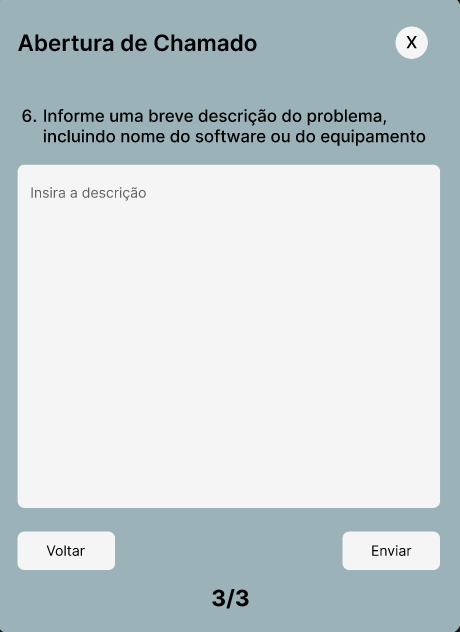 Abertura de Chamado
X
6. Informe uma breve descrição do problema,
incluindo nome do software ou do equipamento
Insira a descrição
Voltar
Enviar
3/3